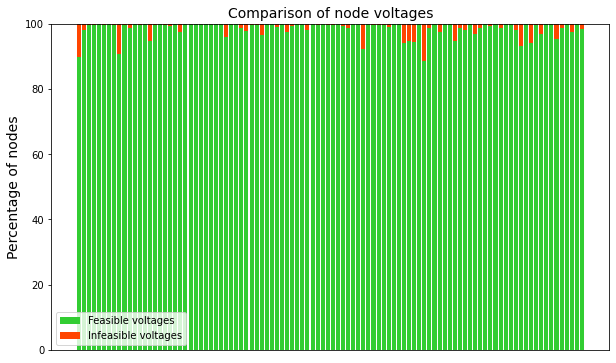 Comparison of node voltages
100
80
60
40
20
0
Percentage of nodes
Feasible voltages
Infeasible voltages